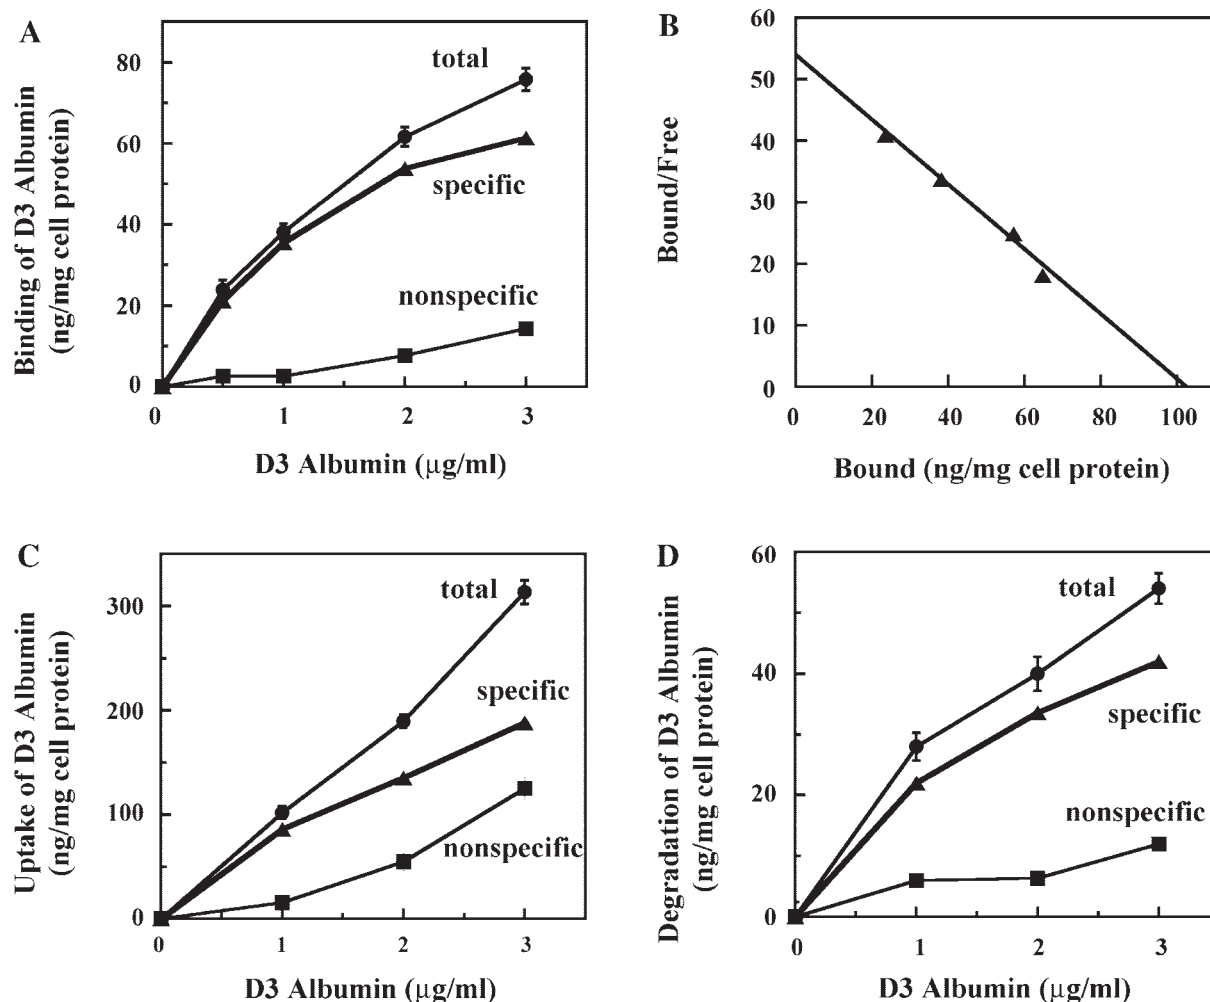 A
Binding of D3 Albumin
(ng/mg cell protein)
80
60
40
20
0
total
specific
nonspecific
0 1 2 3
D3 Albumin (μg/ml)
B
Bound/Free
60
50
40
30
20
10
0
0 20 40 60 80 100
Bound (ng/mg cell protein)
C
Uptake of D3 Albumin
(ng/mg cell protein)
300
200
100
0
total
specific
nonspecific
0 1 2 3
D3 Albumin (μg/ml)
D
Degradation of D3 Albumin
(ng/mg cell protein)
60
40
20
0
total
specific
nonspecific
0 1 2 3
D3 Albumin (μg/ml)